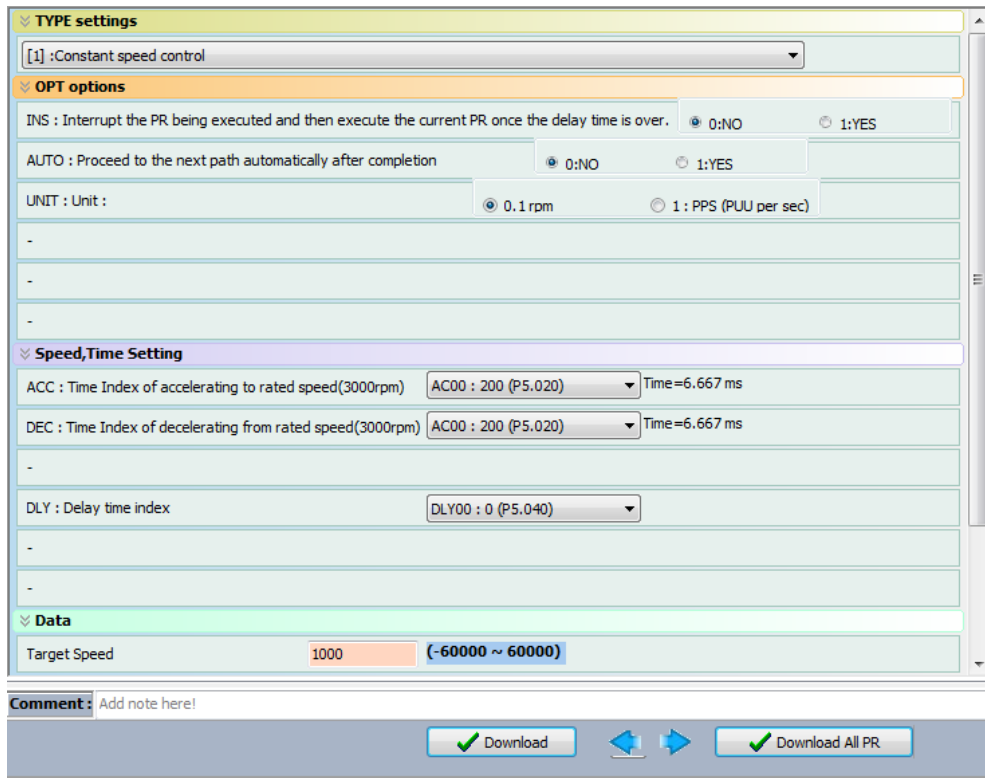 TYPE settings
[1] :Constant speed control
OPT options
INS : Interrupt the PR being executed and then execute the current PR once the delay time is over. 0:NO 1:YES
AUTO : Proceed to the next path automatically after completion 0:NO 1:YES
UNIT : Unit : 0.1 rpm 1 : PPS (PUU per sec)
-
-
-
Speed,Time Setting
ACC : Time Index of accelerating to rated speed(3000rpm) AC00 : 200 (P5.020) Time=6.667 ms
DEC : Time Index of decelerating from rated speed(3000rpm) AC00 : 200 (P5.020) Time=6.667 ms
-
DLY : Delay time index DLY00 : 0 (P5.040)
-
-
Data
Target Speed 1000 (-60000 ~ 60000)
Comment : Add note here!
Download Download All PR